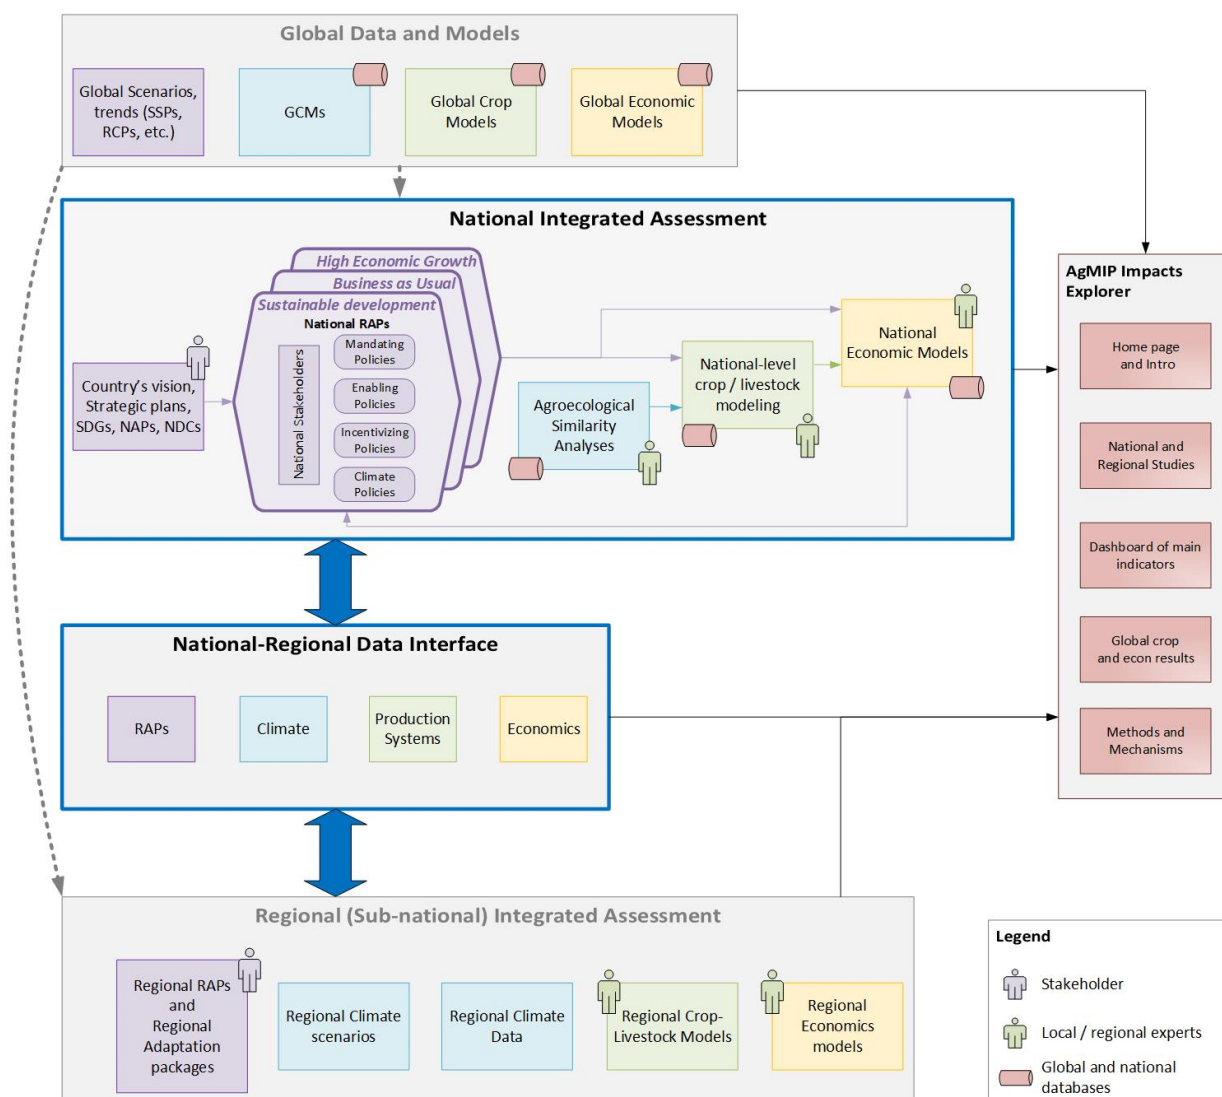 Global Data and Models
Global Scenarios,
trends (SSPs,
RCPs, etc.)
GCMs
Global Crop
Models
Global Economic
Models
National Integrated Assessment
High Economic Growth
Business as Usual
Sustainable development
National RAPs
National Stakeholders
Mandating
Policies
Enabling
Policies
Incentivizing
Policies
Climate
Policies
Country's vision,
Strategic plans,
SDGs, NAPs, NDCs
Agroecological
Similarity
Analyses
National-level
crop / livestock
modeling
National
Economic Models
AgMIP Impacts
Explorer
Home page
and Intro
National and
Regional Studies
Dashboard of main
indicators
Global crop
and econ results
Methods and
Mechanisms
National-Regional Data Interface
RAPs
Climate
Production
Systems
Economics
Regional (Sub-national) Integrated Assessment
Regional RAPs
and
Regional
Adaptation
packages
Regional Climate
scenarios
Regional Climate
Data
Regional Crop-
Livestock Models
Regional
Economics
models
Legend
Stakeholder
Local / regional experts
Global and national
databases